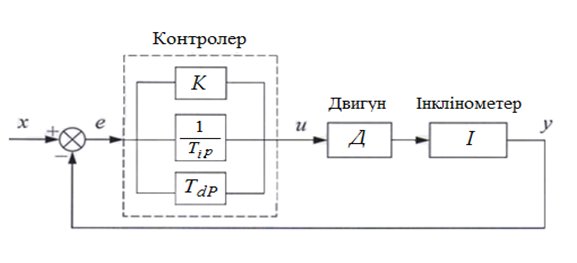 Контролер
K
Двигун Інклінометер
x + e 1 u Д I y
TiP
−
TdP